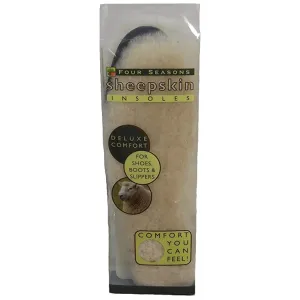 FOUR SEASONS
sheepskin
INSOLES
DELUXE
COMFORT
FOR
SHOES,
BOOTS &
SLIPPERS
COMFORT
YOU
CAN
FEEL!